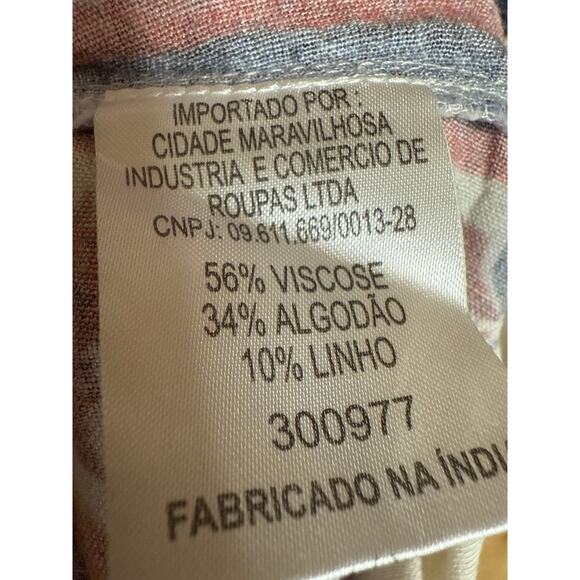 IMPORTADO POR :
CIDADE MARAVILHOSA
INDUSTRIA E COMERCIO DE
ROUPAS LTDA
CNPJ: 09.611.669/0013-28
56% VISCOSE
34% ALGODÃO
10% LINHO
300977
FABRICADO NA ÍNDI